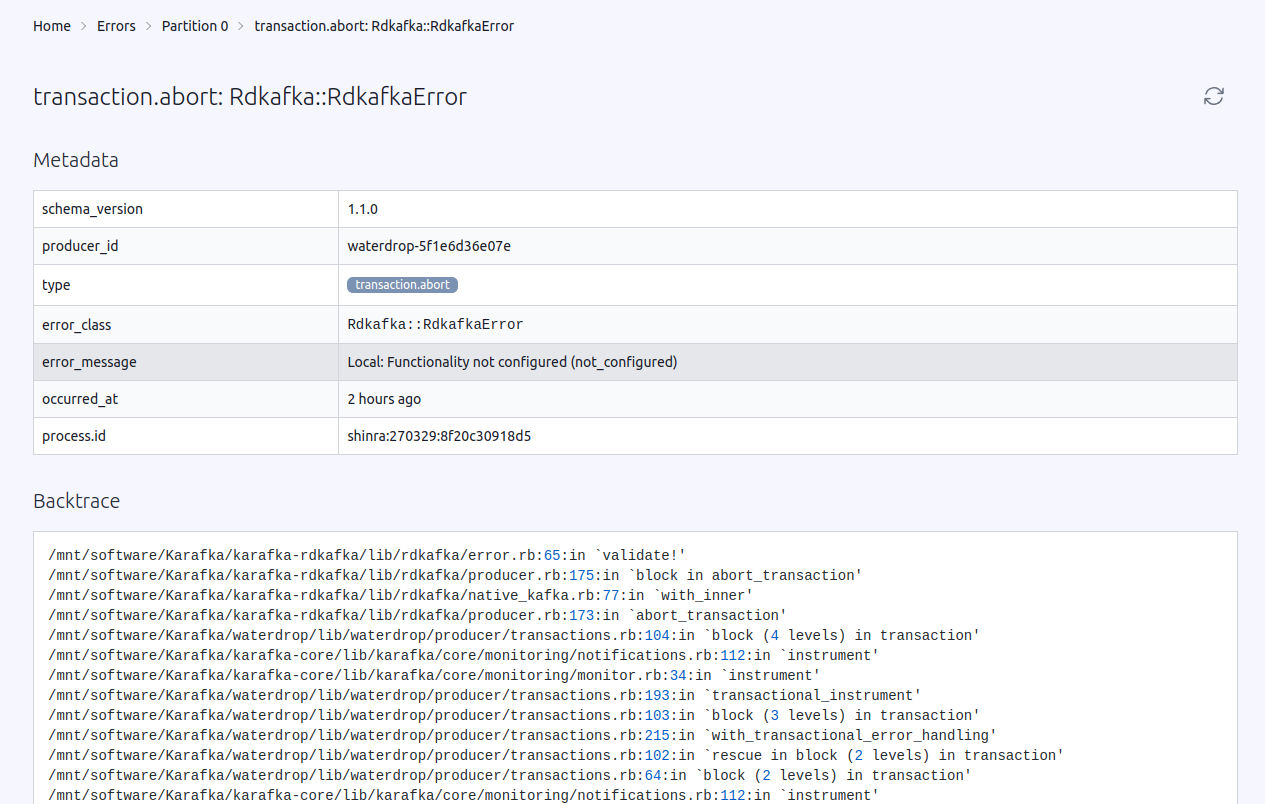 Home > Errors > Partition 0 > transaction.abort: Rdkafka::RdkafkaError
transaction.abort: Rdkafka::RdkafkaError
Metadata
schema_version 1.1.0
producer_id waterdrop-5f1e6d36e07e
type transaction.abort
error_class Rdkafka::RdkafkaError
error_message Local: Functionality not configured (not_configured)
occurred_at 2 hours ago
process.id shinra:270329:8f20c30918d5
Backtrace
/mnt/software/Karafka/karafka-rdkafka/lib/rdkafka/error.rb:65:in `validate!'
/mnt/software/Karafka/karafka-rdkafka/lib/rdkafka/producer.rb:175:in `block in abort_transaction'
/mnt/software/Karafka/karafka-rdkafka/lib/rdkafka/native_kafka.rb:77:in `with_inner'
/mnt/software/Karafka/karafka-rdkafka/lib/rdkafka/producer.rb:173:in `abort_transaction'
/mnt/software/Karafka/waterdrop/lib/waterdrop/producer/transactions.rb:104:in `block (4 levels) in transaction'
/mnt/software/Karafka/karafka-core/lib/karafka/core/monitoring/notifications.rb:112:in `instrument'
/mnt/software/Karafka/karafka-core/lib/karafka/core/monitoring/monitor.rb:34:in `instrument'
/mnt/software/Karafka/waterdrop/lib/waterdrop/producer/transactions.rb:193:in `transactional_instrument'
/mnt/software/Karafka/waterdrop/lib/waterdrop/producer/transactions.rb:103:in `block (3 levels) in transaction'
/mnt/software/Karafka/waterdrop/lib/waterdrop/producer/transactions.rb:215:in `with_transactional_error_handling'
/mnt/software/Karafka/waterdrop/lib/waterdrop/producer/transactions.rb:102:in `rescue in block (2 levels) in transaction'
/mnt/software/Karafka/waterdrop/lib/waterdrop/producer/transactions.rb:64:in `block (2 levels) in transaction'
/mnt/software/Karafka/karafka-core/lib/karafka/core/monitoring/notifications.rb:112:in `instrument'